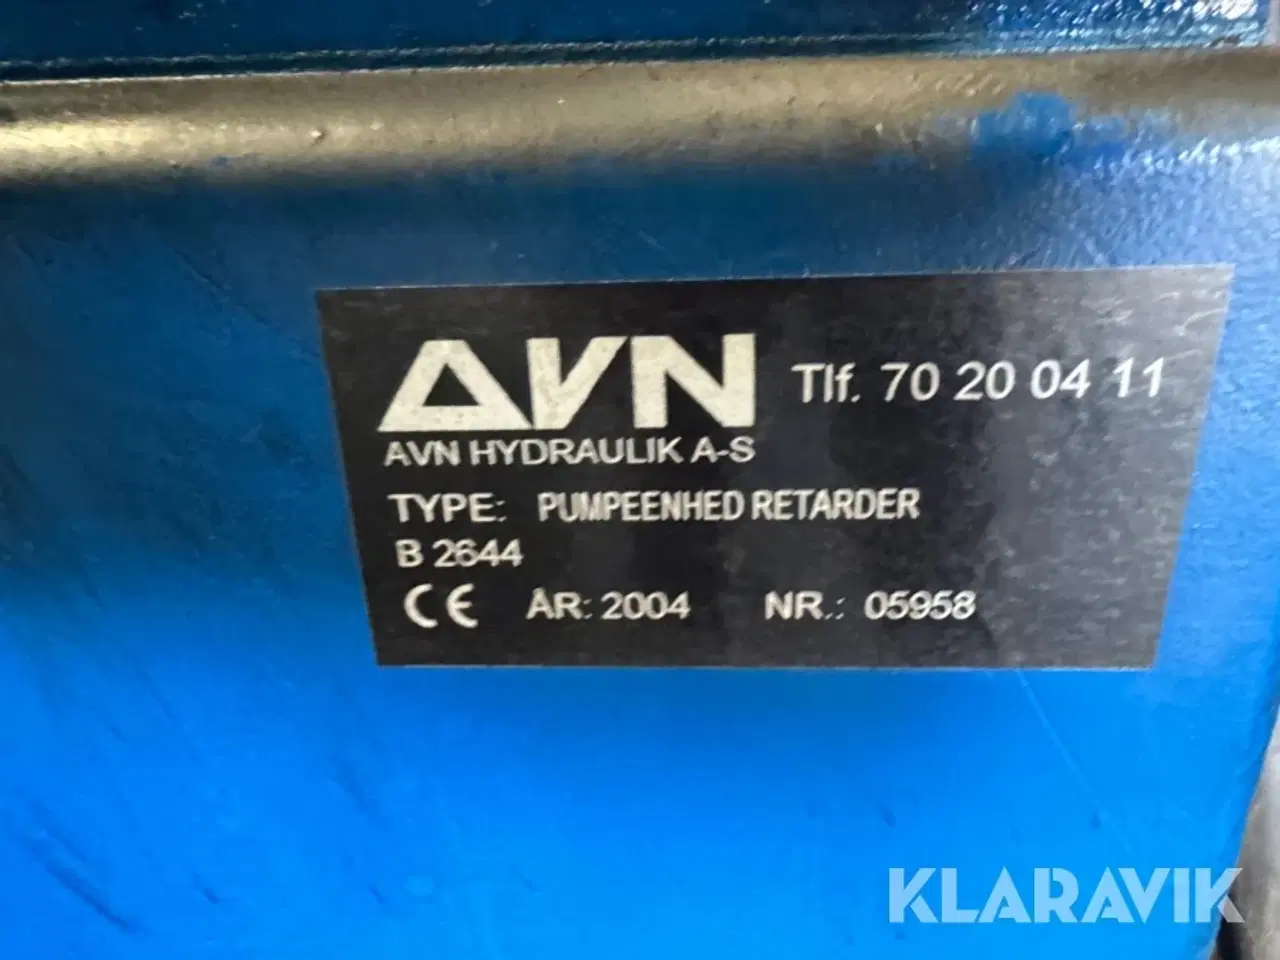 AVN Tlf. 70 20 04 11
AVN HYDRAULIK A-S
TYPE: PUMPEENHED RETARDER
B 2644
CE ÅR: 2004 NR.: 05958
KLARAVIK